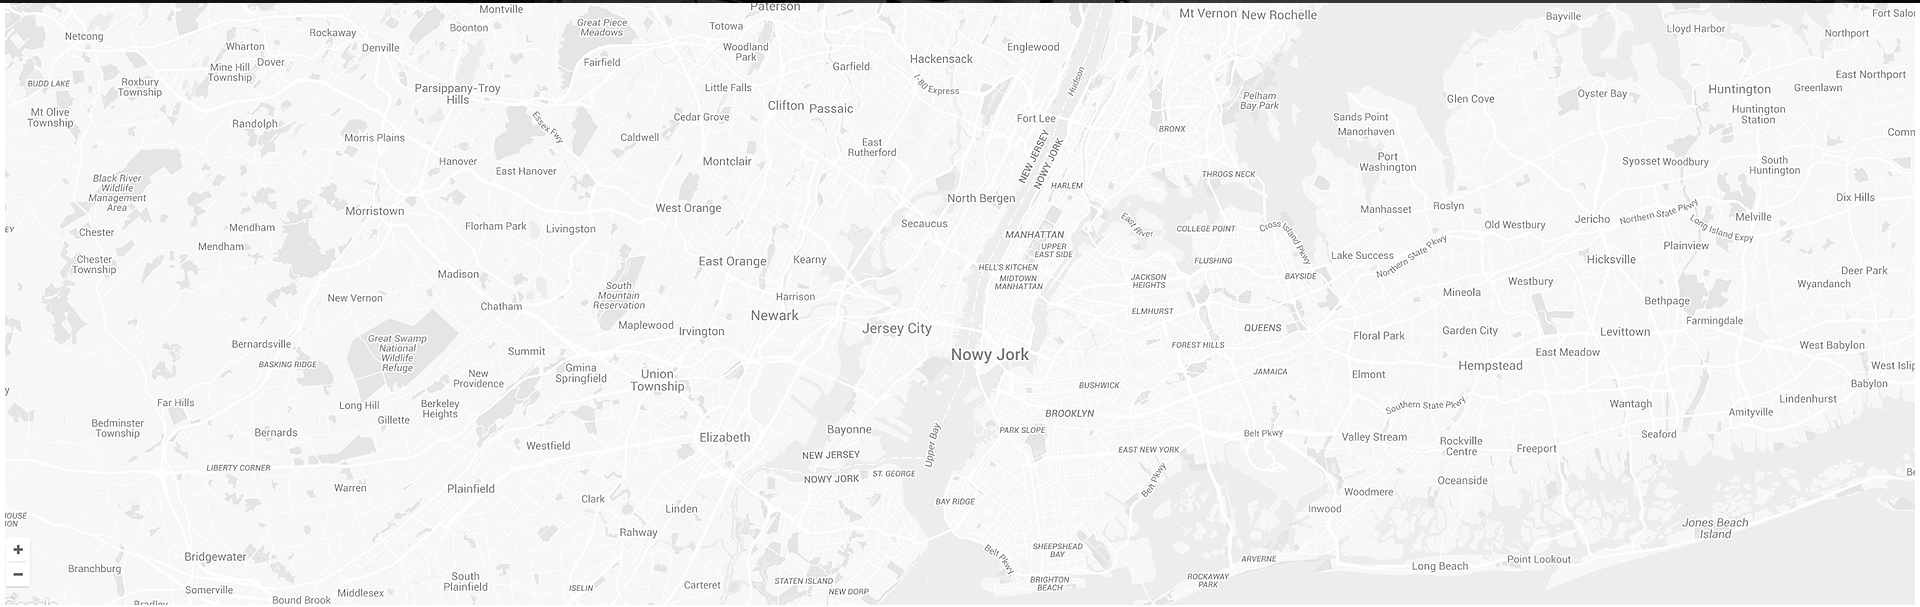 Montville
Paterson
Great Piece
Meadows
Mt Vernon
New Rochelle
Bayville
Lloyd Harbor
Northport
Netcong
Rockaway
Boonton
Totowa
Wharton
Dover
Denville
Woodland
Park
Hackensack
Englewood
Mine Hill
Township
Fairfield
Garfield
I-80 Express
Hudson
East Northport
BUDD LAKE
Roxbury
Township
Parsippany-Troy
Hills
Little Falls
Clifton
Passaic
Pelham
Bay Park
Glen Cove
Oyster Bay
Huntington
Greenlawn
Huntington
Station
Mt Olive
Township
Randolph
Morris Plains
Essex Fwy
Caldwell
Cedar Grove
Fort Lee
BRONX
Sands Point
Manorhaven
East
Rutherford
NEW JERSEY
NOWY JORK
Hanover
East Hanover
Montclair
Port
Washington
Syosset
Woodbury
South
Huntington
Black River
Wildlife
Management
Area
HARLEM
THROGS NECK
Morristown
West Orange
North Bergen
Manhasset
Roslyn
Jericho
Northern State Pkwy
Dix Hills
Chester
Mendham
Mendham
Florham Park
Livingston
Secaucus
MANHATTAN
East River
COLLEGE POINT
Cross Island Pkwy
Old Westbury
Long Island Expy
Melville
Chester
Township
Madison
East Orange
Kearny
UPPER
EAST SIDE
HELL'S KITCHEN
MIDTOWN
MANHATTAN
JACKSON
HEIGHTS
FLUSHING
BAYSIDE
Lake Success
Northern State Pkwy
Hicksville
Plainview
Deer Park
New Vernon
Chatham
South
Mountain
Reservation
Harrison
Newark
ELMHURST
Mineola
Westbury
Bethpage
Wyandanch
Maplewood
Irvington
Jersey City
QUEENS
Floral Park
Garden City
Levittown
Farmingdale
Bernardsville
Great Swamp
National
Wildlife
Refuge
Summit
Nowy Jork
FOREST HILLS
East Meadow
West Babylon
BASKING RIDGE
New
Providence
Gmina
Springfield
Union
Township
BUSHWICK
JAMAICA
Elmont
Hempstead
Babylon
Far Hills
Long Hill
Gillette
Berkeley
Heights
BROOKLYN
Southern State Pkwy
Wantagh
Amityville
Lindenhurst
Bedminster
Township
Bernards
Westfield
Elizabeth
Bayonne
Upper Bay
PARK SLOPE
Belt Pkwy
Valley Stream
Rockville
Centre
Freeport
Seaford
LIBERTY CORNER
NEW JERSEY
NOWY JORK
ST. GEORGE
EAST NEW YORK
Belt Pkwy
Warren
Plainfield
Clark
Linden
BAY RIDGE
Woodmere
Oceanside
Inwood
Rahway
Jones Beach
Island
+
−
Bridgewater
Branchburg
Somerville
South
Plainfield
ISELIN
Carteret
STATEN ISLAND
NEW DORP
Belt Pkwy
SHEEPSHEAD
BAY
BRIGHTON
BEACH
ROCKAWAY
PARK
ARVERNE
Long Beach
Point Lookout
Bound Brook
Middlesex